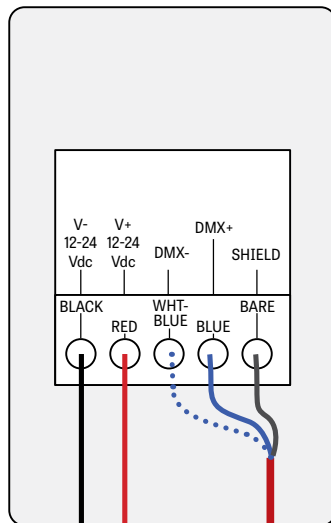 V-
12-24
Vdc
V+
12-24
Vdc
DMX-
DMX+
SHIELD
BLACK
RED
WHT-
BLUE
BLUE
BARE